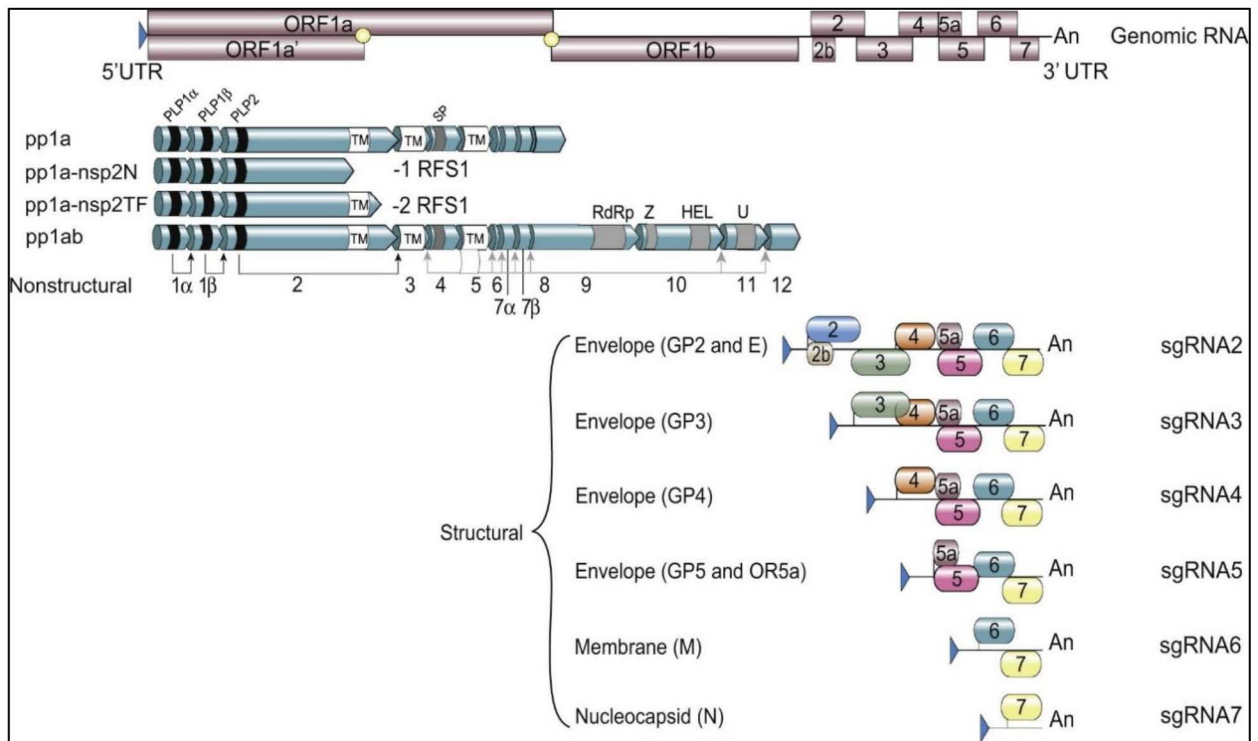 ORF1a 2 4 5a 6 An Genomic RNA
ORF1a' ORF1b 2b 3 5 7
5'UTR 3' UTR
PLP1α PLP1β PLP2
SP
pp1a TM TM TM
pp1a-nsp2N -1 RFS1
pp1a-nsp2TF TM -2 RFS1
RdRp Z HEL U
pp1ab TM TM TM
Nonstructural 1α 1β 2 3 4 5 6 8 9 10 11 12
7α 7β
Structural
Envelope (GP2 and E) 2 2b 3 4 5a 5 6 7 An sgRNA2
Envelope (GP3) 3 4 5a 5 6 7 An sgRNA3
Envelope (GP4) 4 5a 5 6 7 An sgRNA4
Envelope (GP5 and OR5a) 5a 5 6 7 An sgRNA5
Membrane (M) 6 7 An sgRNA6
Nucleocapsid (N) 7 An sgRNA7